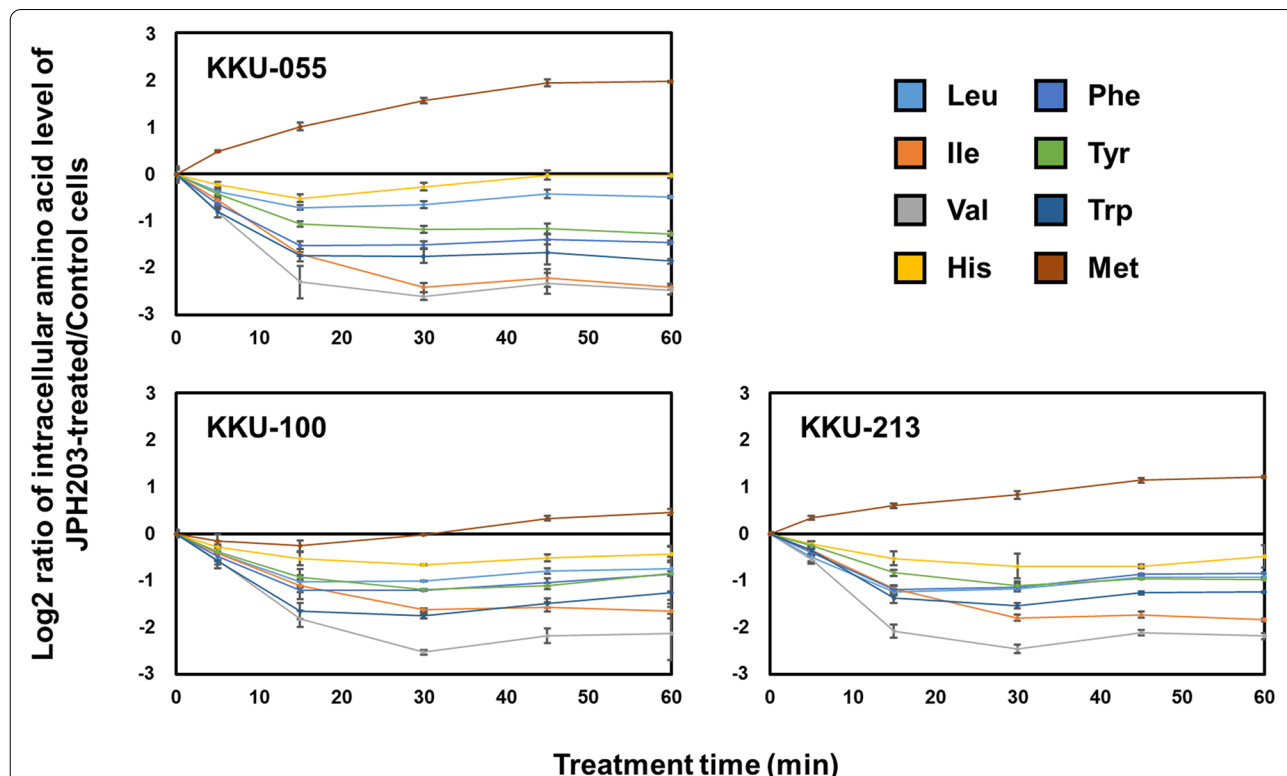 Log2 ratio of intracellular amino acid level of
JPH203-treated/Control cells
3
2
1
0
-1
-2
-3
KKU-055
0 10 20 30 40 50 60
Leu Phe
Ile Tyr
Val Trp
His Met
3
2
1
0
-1
-2
-3
KKU-100
0 10 20 30 40 50 60
3
2
1
0
-1
-2
-3
KKU-213
0 10 20 30 40 50 60
Treatment time (min)